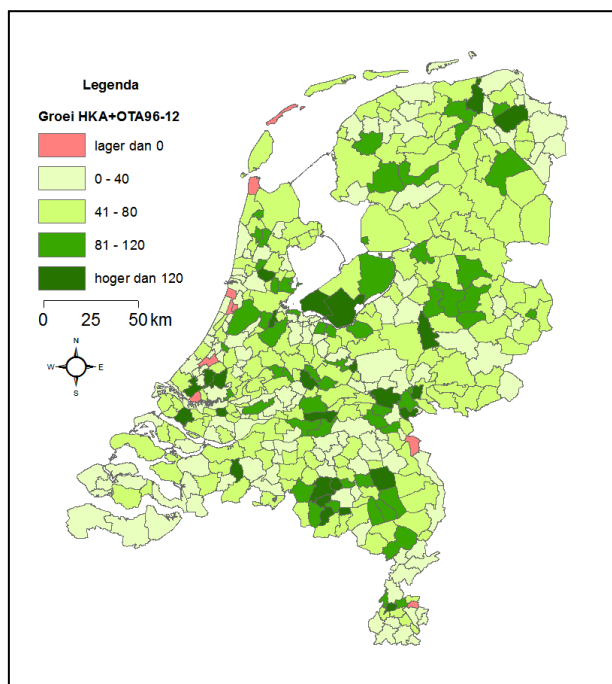 Legenda
Groei HKA+OTA96-12
lager dan 0
0 - 40
41 - 80
81 - 120
hoger dan 120
0 25 50 km
N
W E
S